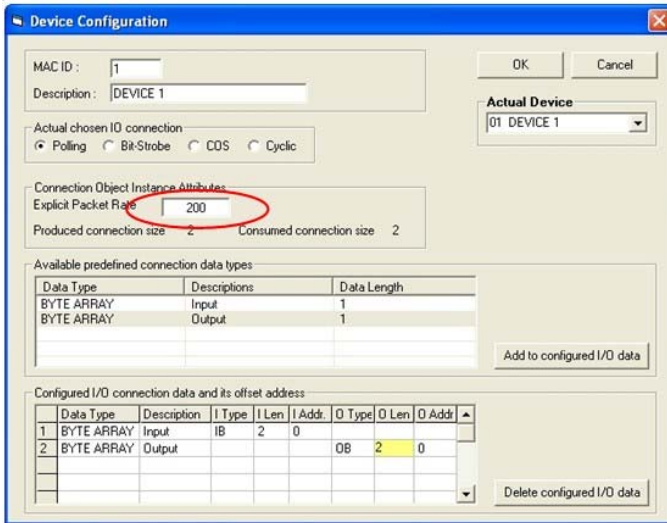 Device Configuration
MAC ID : 1
Description : DEVICE 1
OK Cancel
Actual Device
01 DEVICE 1
Actual chosen IO connection
Polling Bit-Strobe COS Cyclic
Connection Object Instance Attributes
Explicit Packet Rate 200
Produced connection size 2 Consumed connection size 2
Available predefined connection data types
Data Type Descriptions Data Length
BYTE ARRAY Input 1
BYTE ARRAY Output 1
Add to configured I/O data
Configured I/O connection data and its offset address
Data Type Description I Type I Len I Addr. O Type O Len O Addr
1 BYTE ARRAY Input IB 2 0
2 BYTE ARRAY Output OB 2 0
Delete configured I/O data